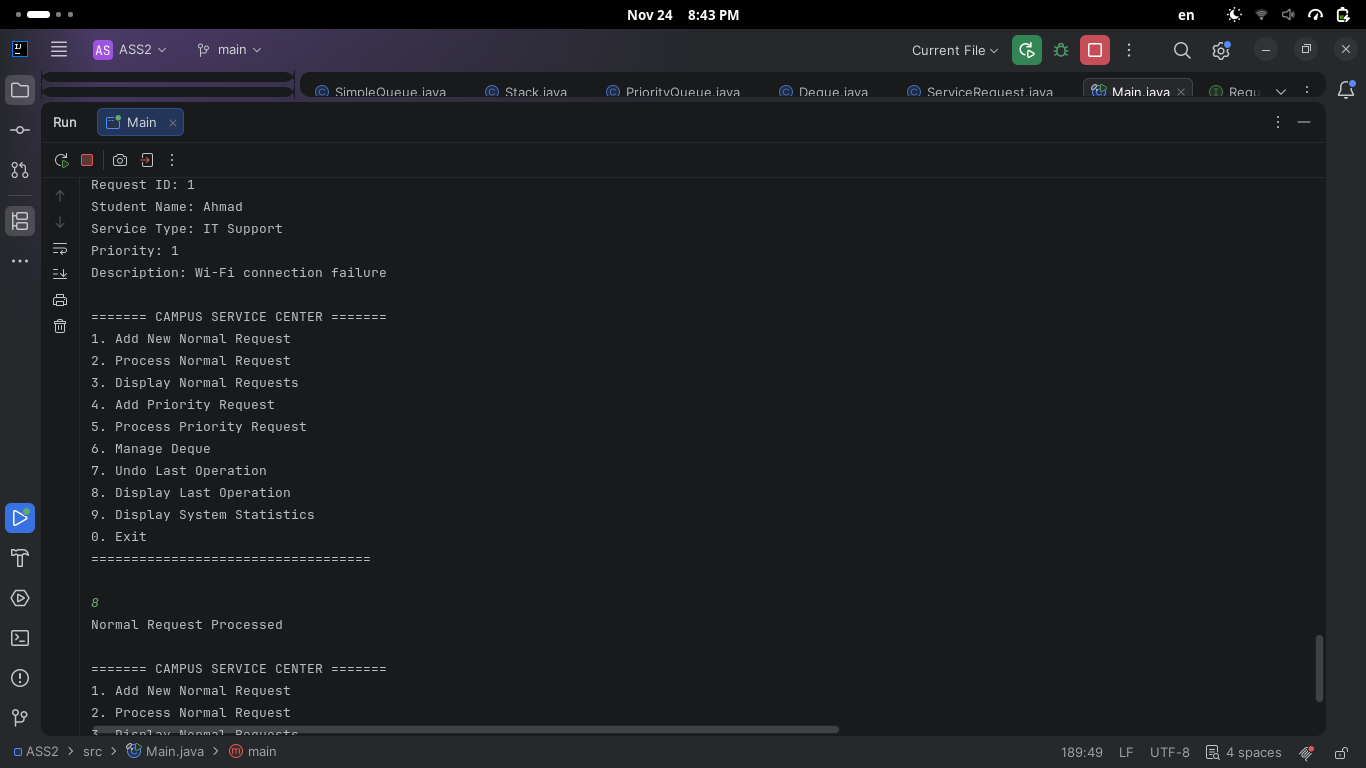 Nov 24 8:43 PM en
AS ASS2 main Current File
SimpleQueue.java Stack.java PriorityQueue.java Deque.java ServiceRequest.java Main.java Requ
Run Main
Request ID: 1
Student Name: Ahmad
Service Type: IT Support
Priority: 1
Description: Wi-Fi connection failure
======= CAMPUS SERVICE CENTER =======
1. Add New Normal Request
2. Process Normal Request
3. Display Normal Requests
4. Add Priority Request
5. Process Priority Request
6. Manage Deque
7. Undo Last Operation
8. Display Last Operation
9. Display System Statistics
0. Exit
===================================
8
Normal Request Processed
======= CAMPUS SERVICE CENTER =======
1. Add New Normal Request
2. Process Normal Request
3. Display Normal Requests
ASS2 > src > Main.java > main 189:49 LF UTF-8 4 spaces